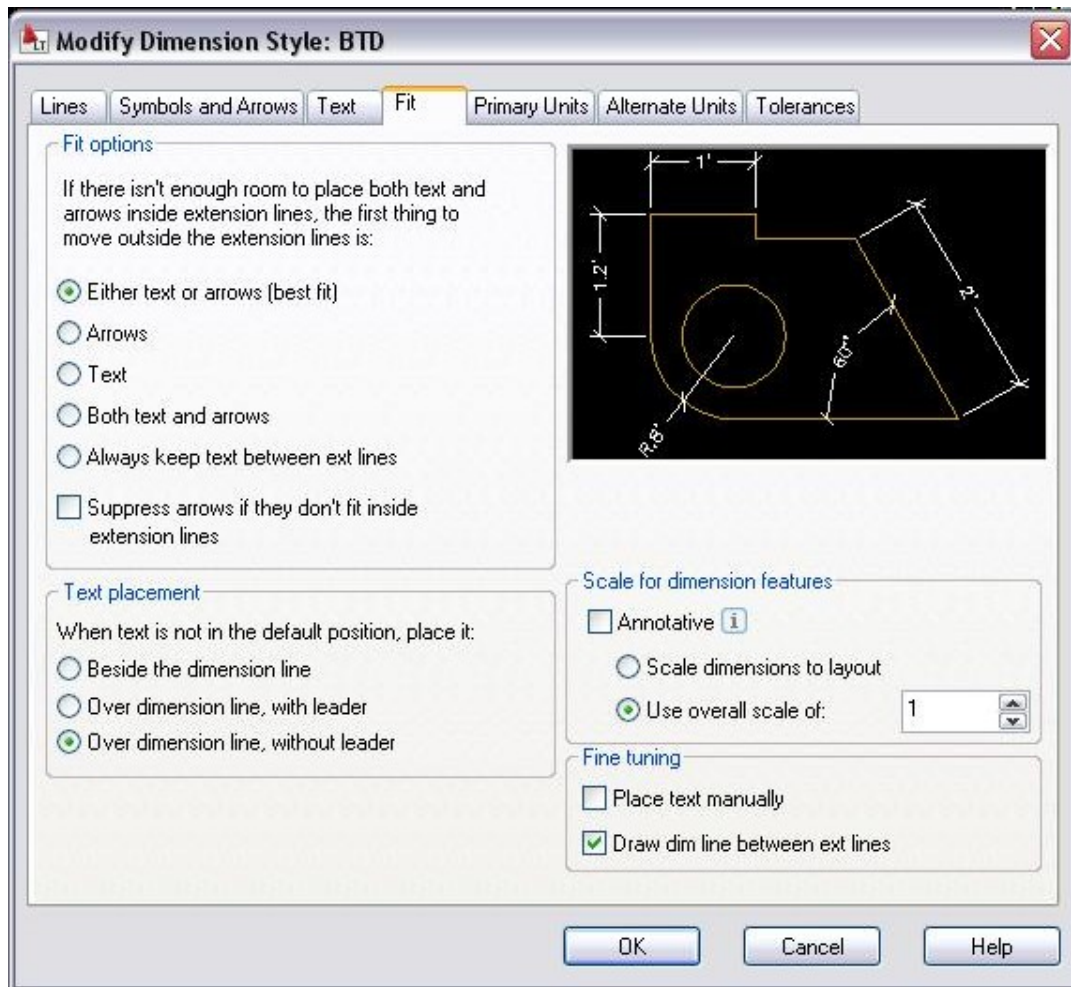 LT Modify Dimension Style: BTD
Lines Symbols and Arrows Text Fit Primary Units Alternate Units Tolerances
Fit options
If there isn't enough room to place both text and
arrows inside extension lines, the first thing to
move outside the extension lines is:
Either text or arrows (best fit)
Arrows
Text
Both text and arrows
Always keep text between ext lines
Suppress arrows if they don't fit inside
extension lines
Text placement
When text is not in the default position, place it:
Beside the dimension line
Over dimension line, with leader
Over dimension line, without leader
1'
1.2'
2'
60°
R.8'
Scale for dimension features
Annotative i
Scale dimensions to layout
Use overall scale of: 1
Fine tuning
Place text manually
Draw dim line between ext lines
OK Cancel Help